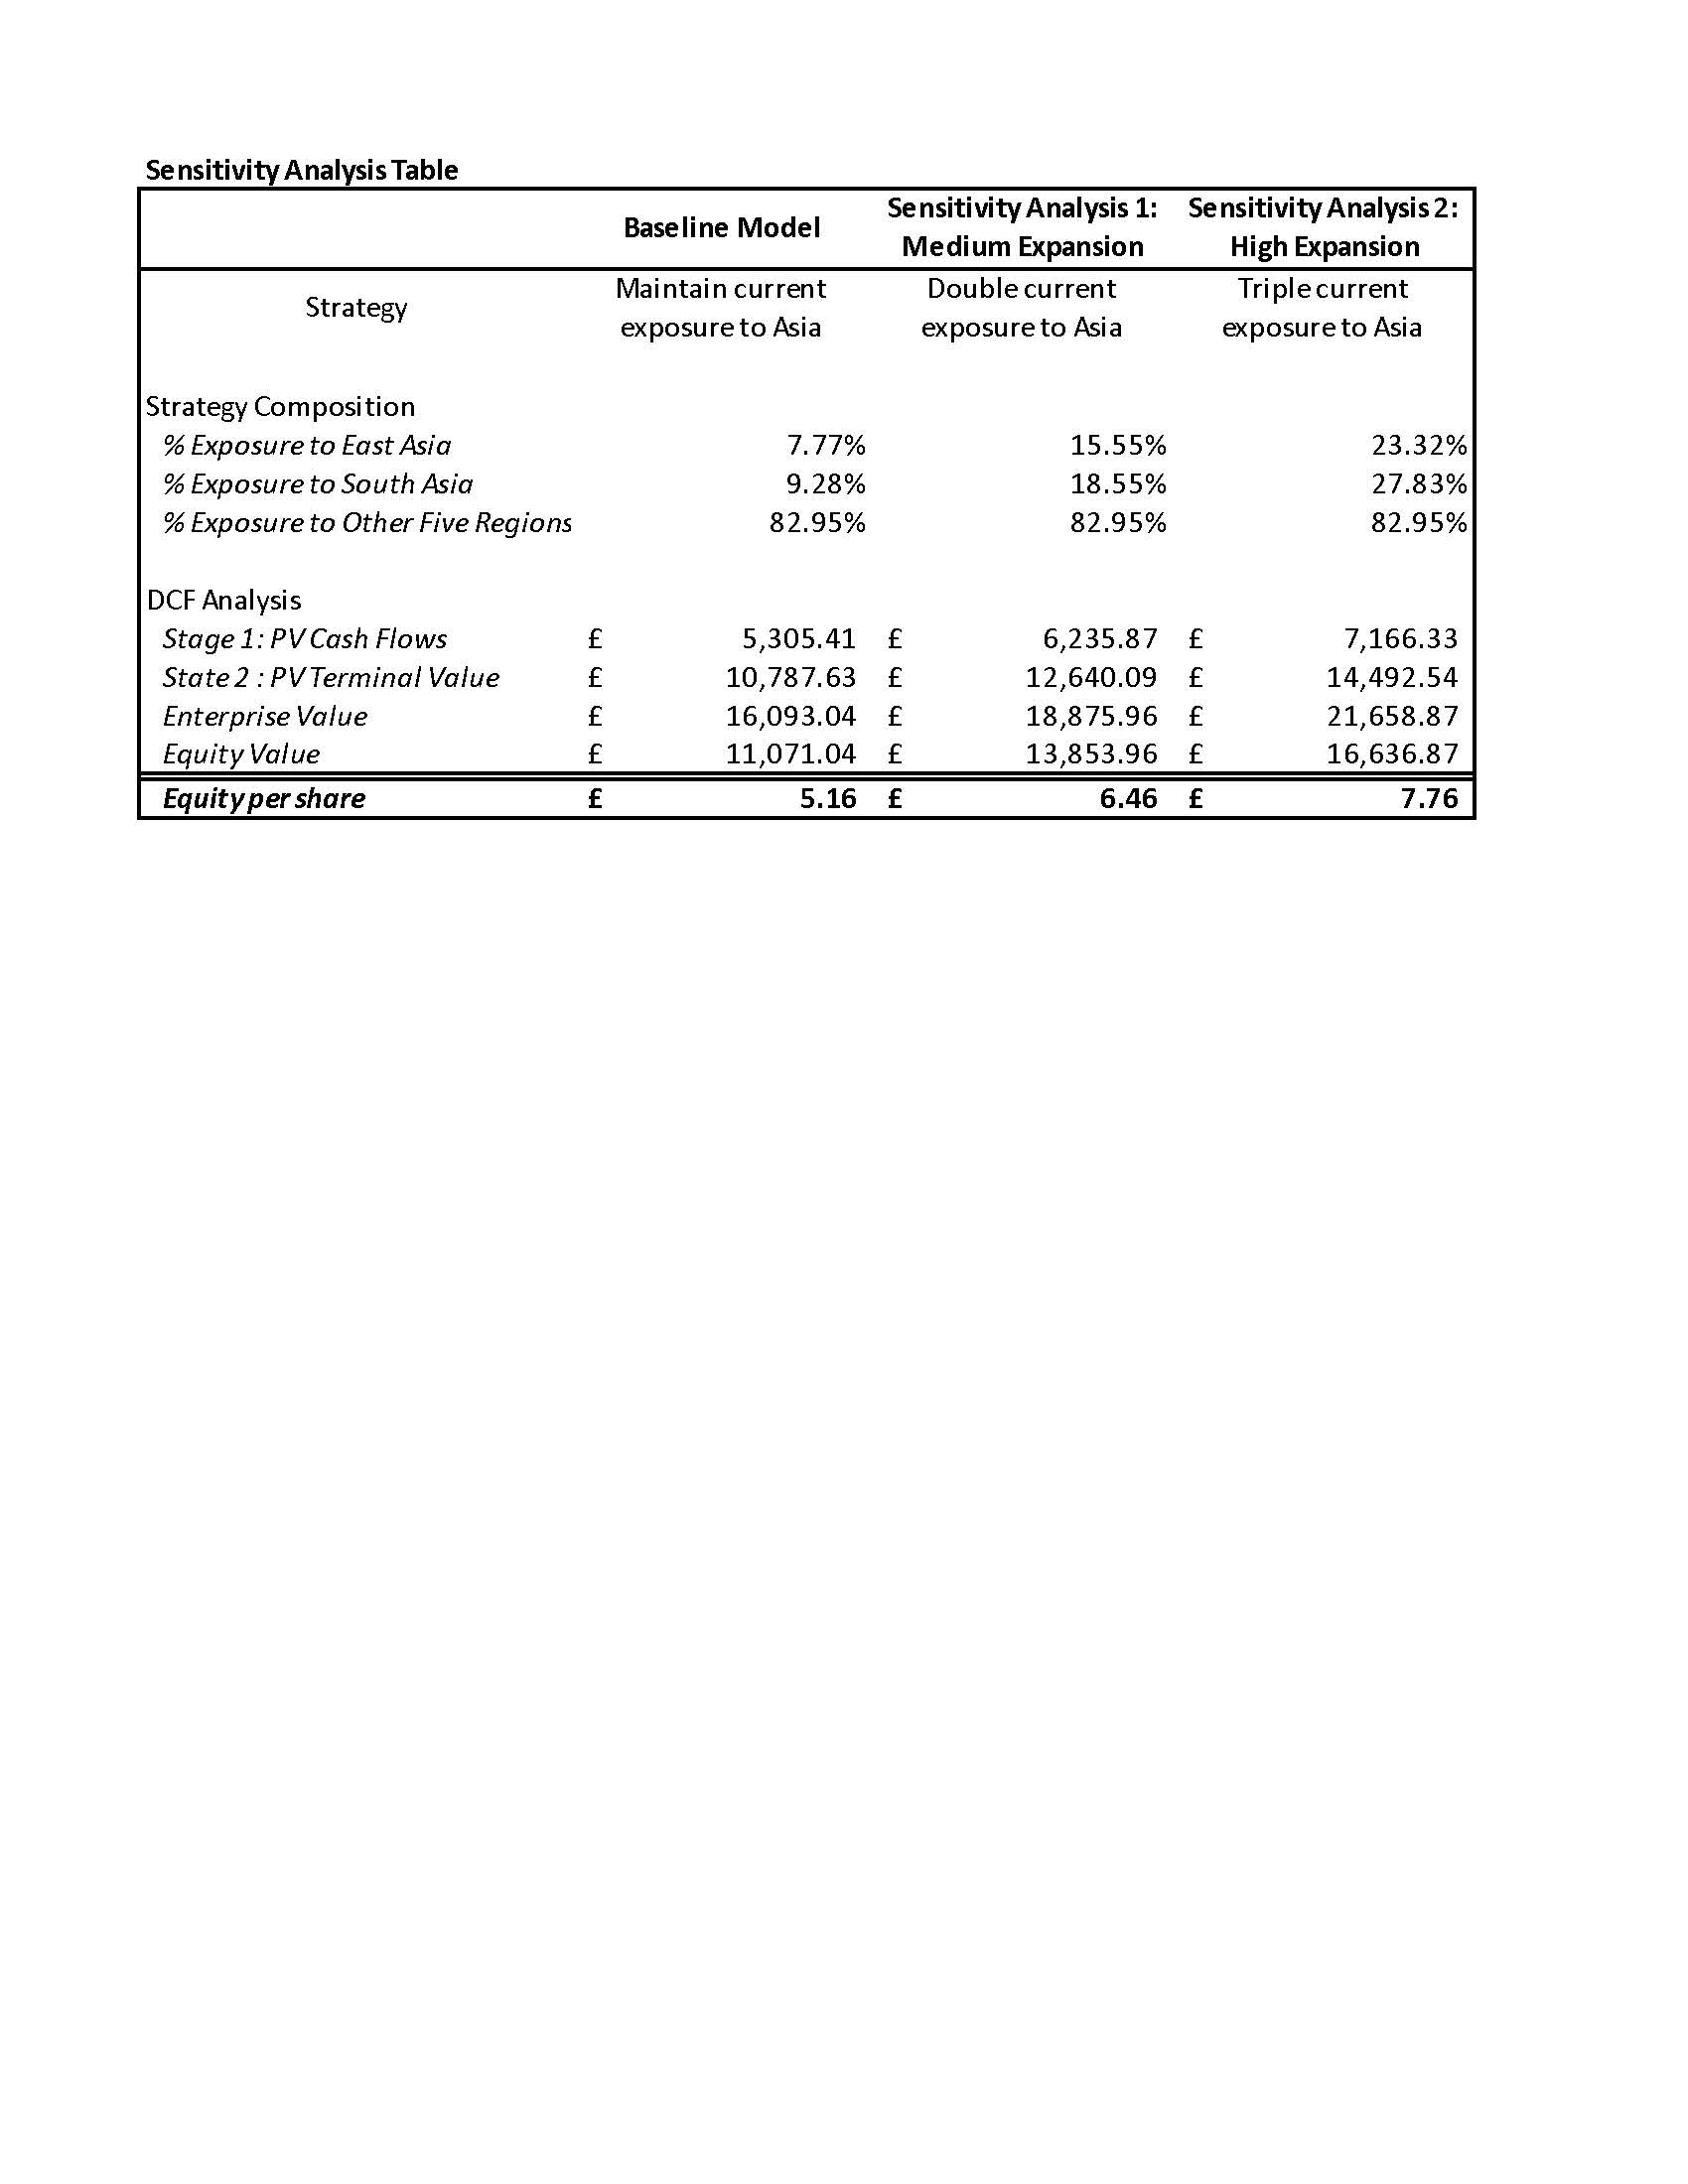 Sensitivity Analysis Table
Baseline Model Sensitivity Analysis 1: Medium Expansion Sensitivity Analysis 2: High Expansion
Strategy Maintain current exposure to Asia Double current exposure to Asia Triple current exposure to Asia
Strategy Composition
% Exposure to East Asia 7.77% 15.55% 23.32%
% Exposure to South Asia 9.28% 18.55% 27.83%
% Exposure to Other Five Regions 82.95% 82.95% 82.95%
DCF Analysis
Stage 1: PV Cash Flows £ 5,305.41 £ 6,235.87 £ 7,166.33
State 2 : PV Terminal Value £ 10,787.63 £ 12,640.09 £ 14,492.54
Enterprise Value £ 16,093.04 £ 18,875.96 £ 21,658.87
Equity Value £ 11,071.04 £ 13,853.96 £ 16,636.87
Equity per share £ 5.16 £ 6.46 £ 7.76